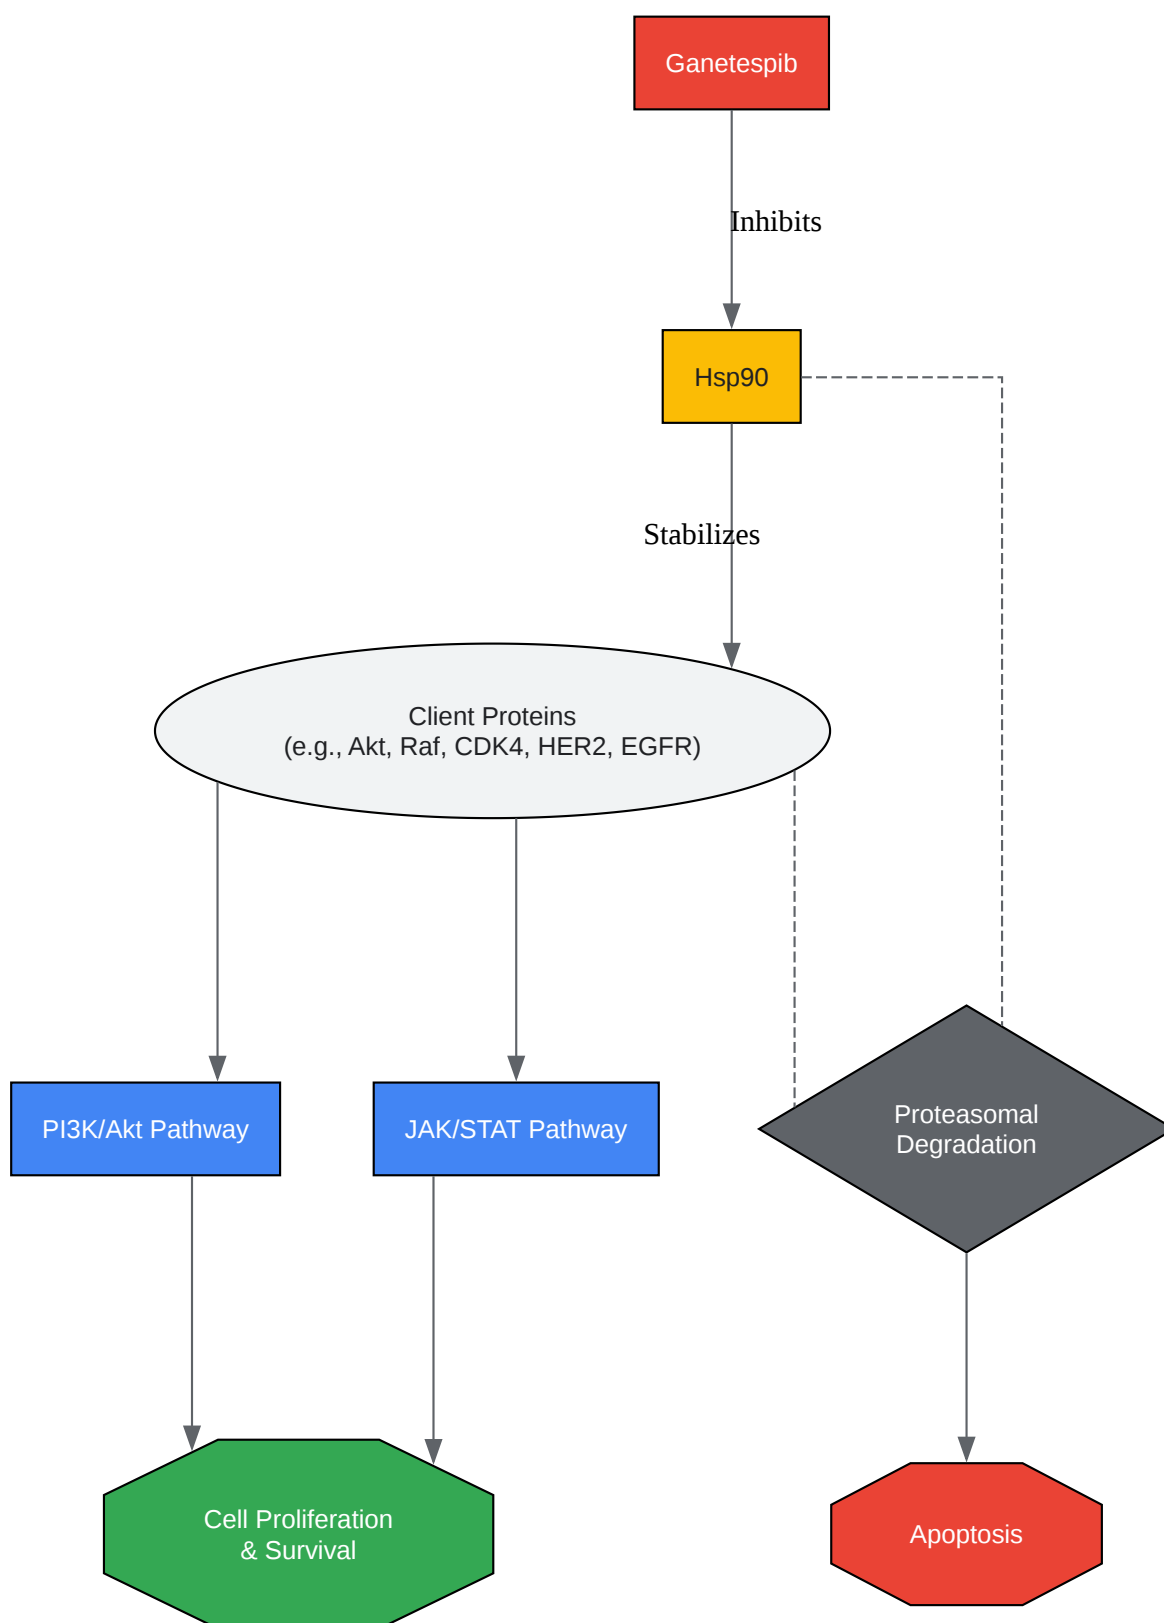 Ganetespib
Inhibits
Hsp90
Stabilizes
Client Proteins
(e.g., Akt, Raf, CDK4, HER2, EGFR)
PI3K/Akt Pathway
JAK/STAT Pathway
Proteasomal
Degradation
Cell Proliferation
& Survival
Apoptosis